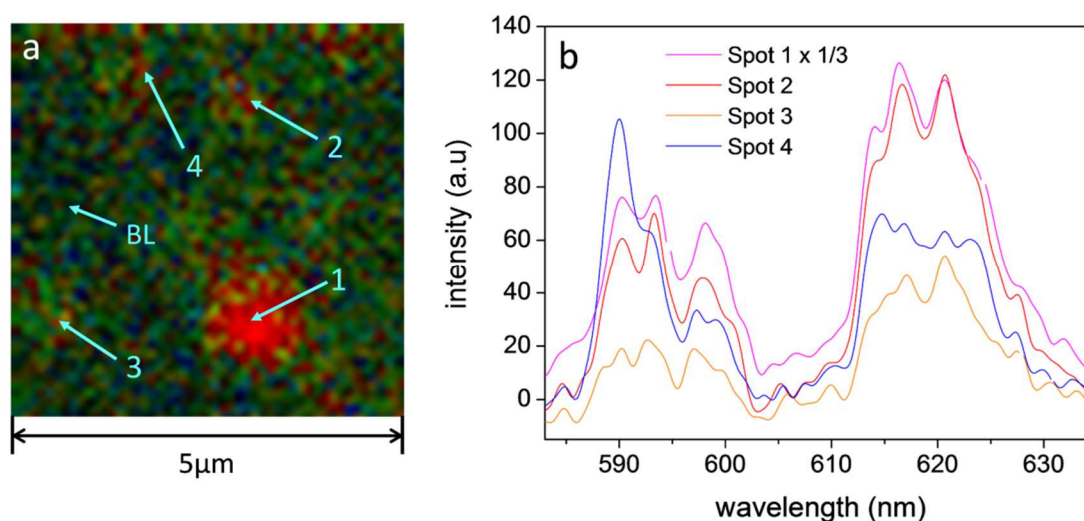 a
4
2
BL
1
3
5μm
b
Spot 1 x 1/3
Spot 2
Spot 3
Spot 4
intensity (a.u)
140
120
100
80
60
40
20
0
590
600
610
620
630
wavelength (nm)